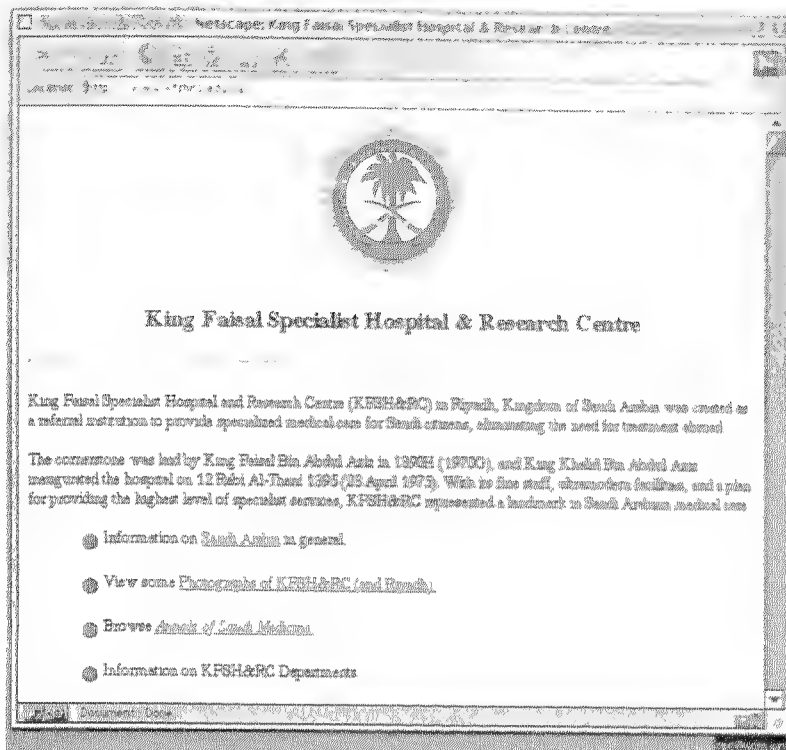 Netscape: King Faisal Specialist Hospital & Research Centre
King Faisal Specialist Hospital & Research Centre
King Faisal Specialist Hospital and Research Centre (KFSH&RC) in Riyadh, Kingdom of Saudi Arabia was created as
a referral institution to provide specialized medical care for Saudi citizens, eliminating the need for treatment abroad
The cornerstone was laid by King Faisal Bin Abdul Aziz in 1390H (1970G), and King Khalid Bin Abdul Aziz
inaugurated the hospital on 12 Rabi Al-Thani 1395 (23 April 1975). With its fine staff, ultramodern facilities, and a plan
for providing the highest level of specialist services, KFSH&RC represented a landmark in Saudi Arabian medical care
Information on Saudi Arabia in general.
View some Photographs of KFSH&RC (and Riyadh).
Browse Annals of Saudi Medicine.
Information on KFSH&RC Departments
Document: Done